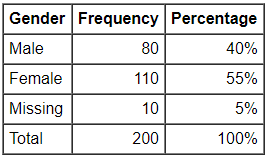 Gender Frequency Percentage
Male 80 40%
Female 110 55%
Missing 10 5%
Total 200 100%